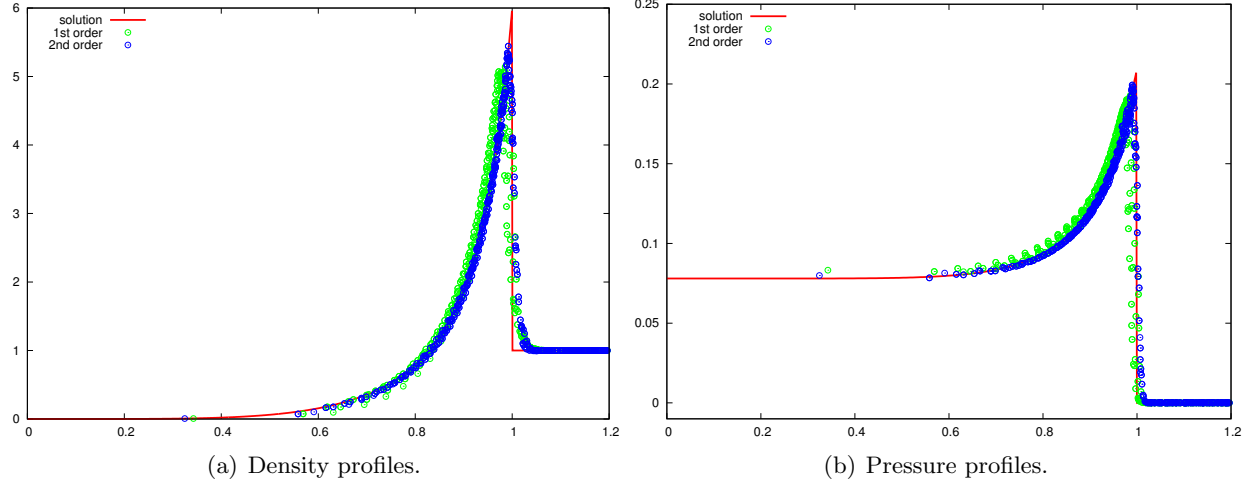 solution
1st order
2nd order
6
5
4
3
2
1
0
0 0.2 0.4 0.6 0.8 1 1.2
(a) Density profiles.
solution
1st order
2nd order
0.25
0.2
0.15
0.1
0.05
0
0 0.2 0.4 0.6 0.8 1 1.2
(b) Pressure profiles.